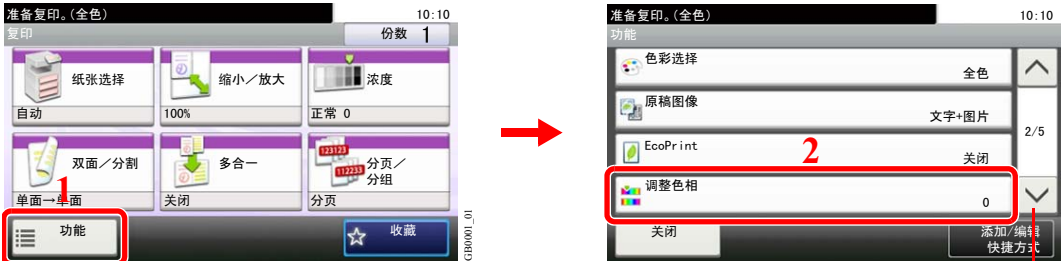 准备复印。(全色)
10:10
复印
份数 1
纸张选择
自动
缩小／放大
100%
浓度
正常 0
双面／分割
单面→单面
多合一
关闭
123123
112233
分页／
分组
分页
1
功能
收藏
GB0001_01
准备复印。(全色)
10:10
功能
色彩选择
全色
原稿图像
文字+图片
2/5
EcoPrint
关闭
2
调整色相
0
关闭
添加/编辑
快捷方式